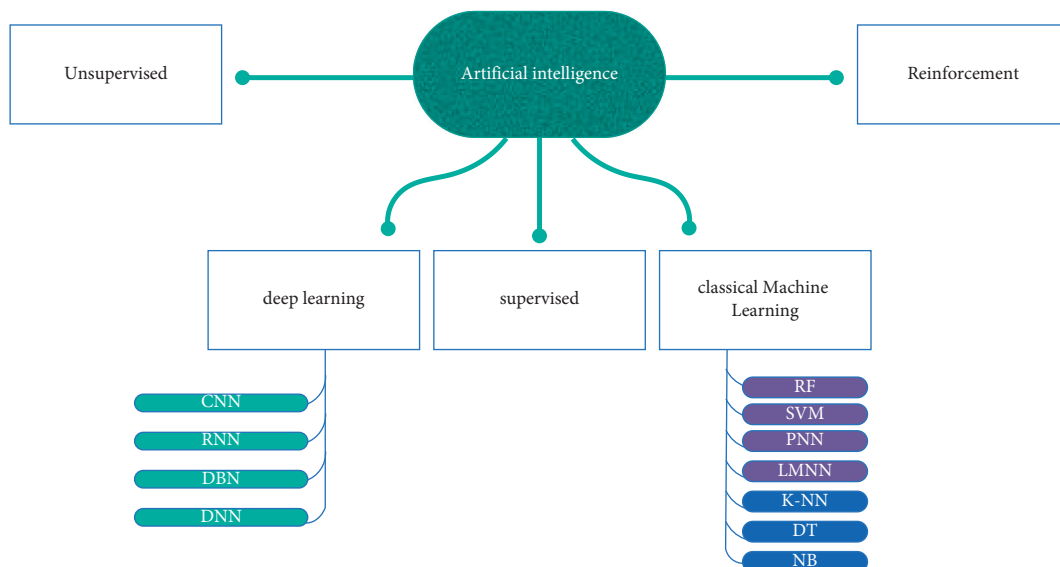 Unsupervised
Artificial intelligence
Reinforcement
deep learning
supervised
classical Machine
Learning
CNN
RNN
DBN
DNN
RF
SVM
PNN
LMNN
K-NN
DT
NB